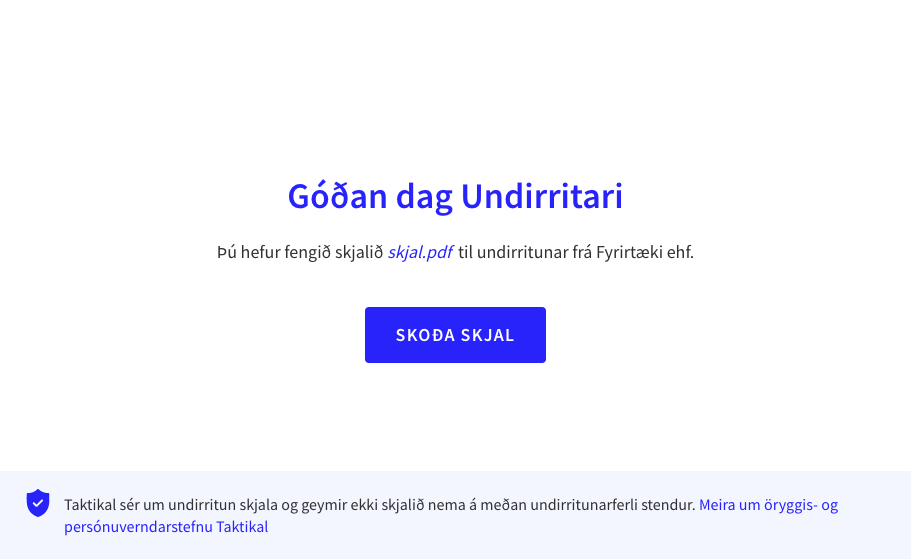 Góðan dag Undirritari
Þú hefur fengið skjalið skjal.pdf til undirritunar frá Fyrirtæki ehf.
SKOÐA SKJAL
Taktikal sér um undirritun skjala og geymir ekki skjalið nema á meðan undirritunarferli stendur. Meira um öryggis- og
persónuverndarstefnu Taktikal